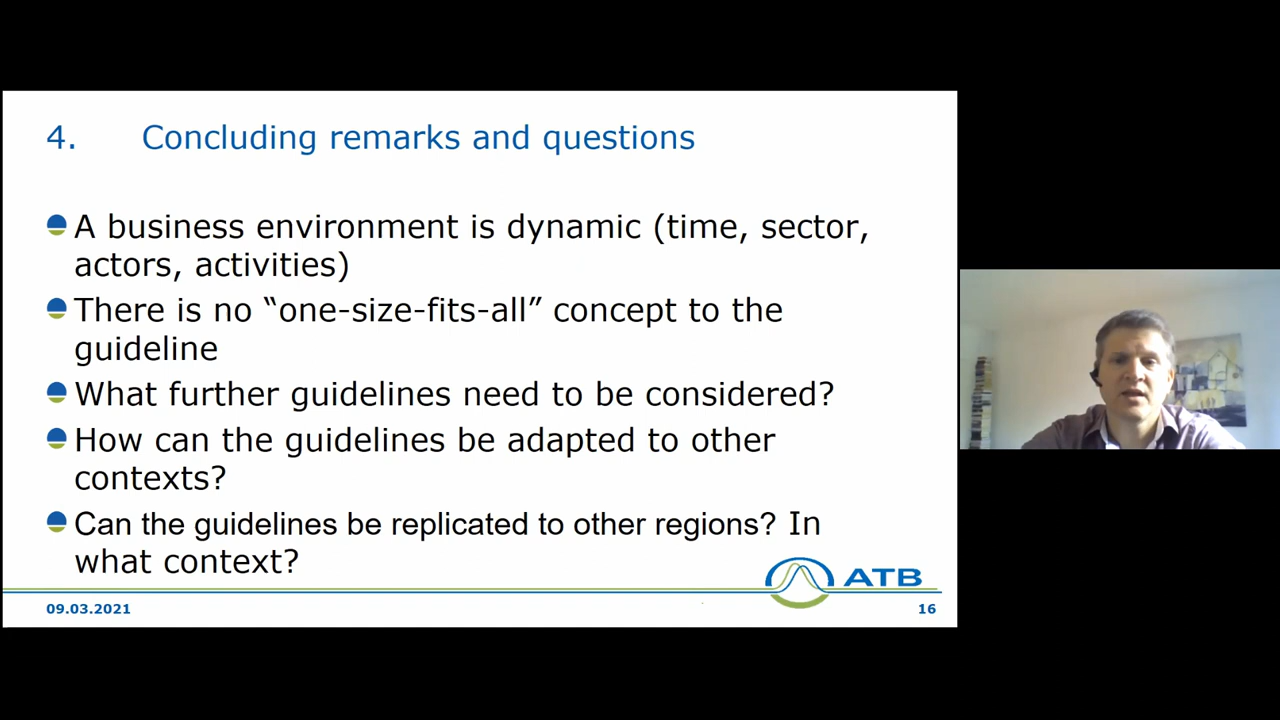 4. Concluding remarks and questions
A business environment is dynamic (time, sector,
actors, activities)
There is no “one-size-fits-all” concept to the
guideline
What further guidelines need to be considered?
How can the guidelines be adapted to other
contexts?
Can the guidelines be replicated to other regions? In
what context?
ATB
09.03.2021
16